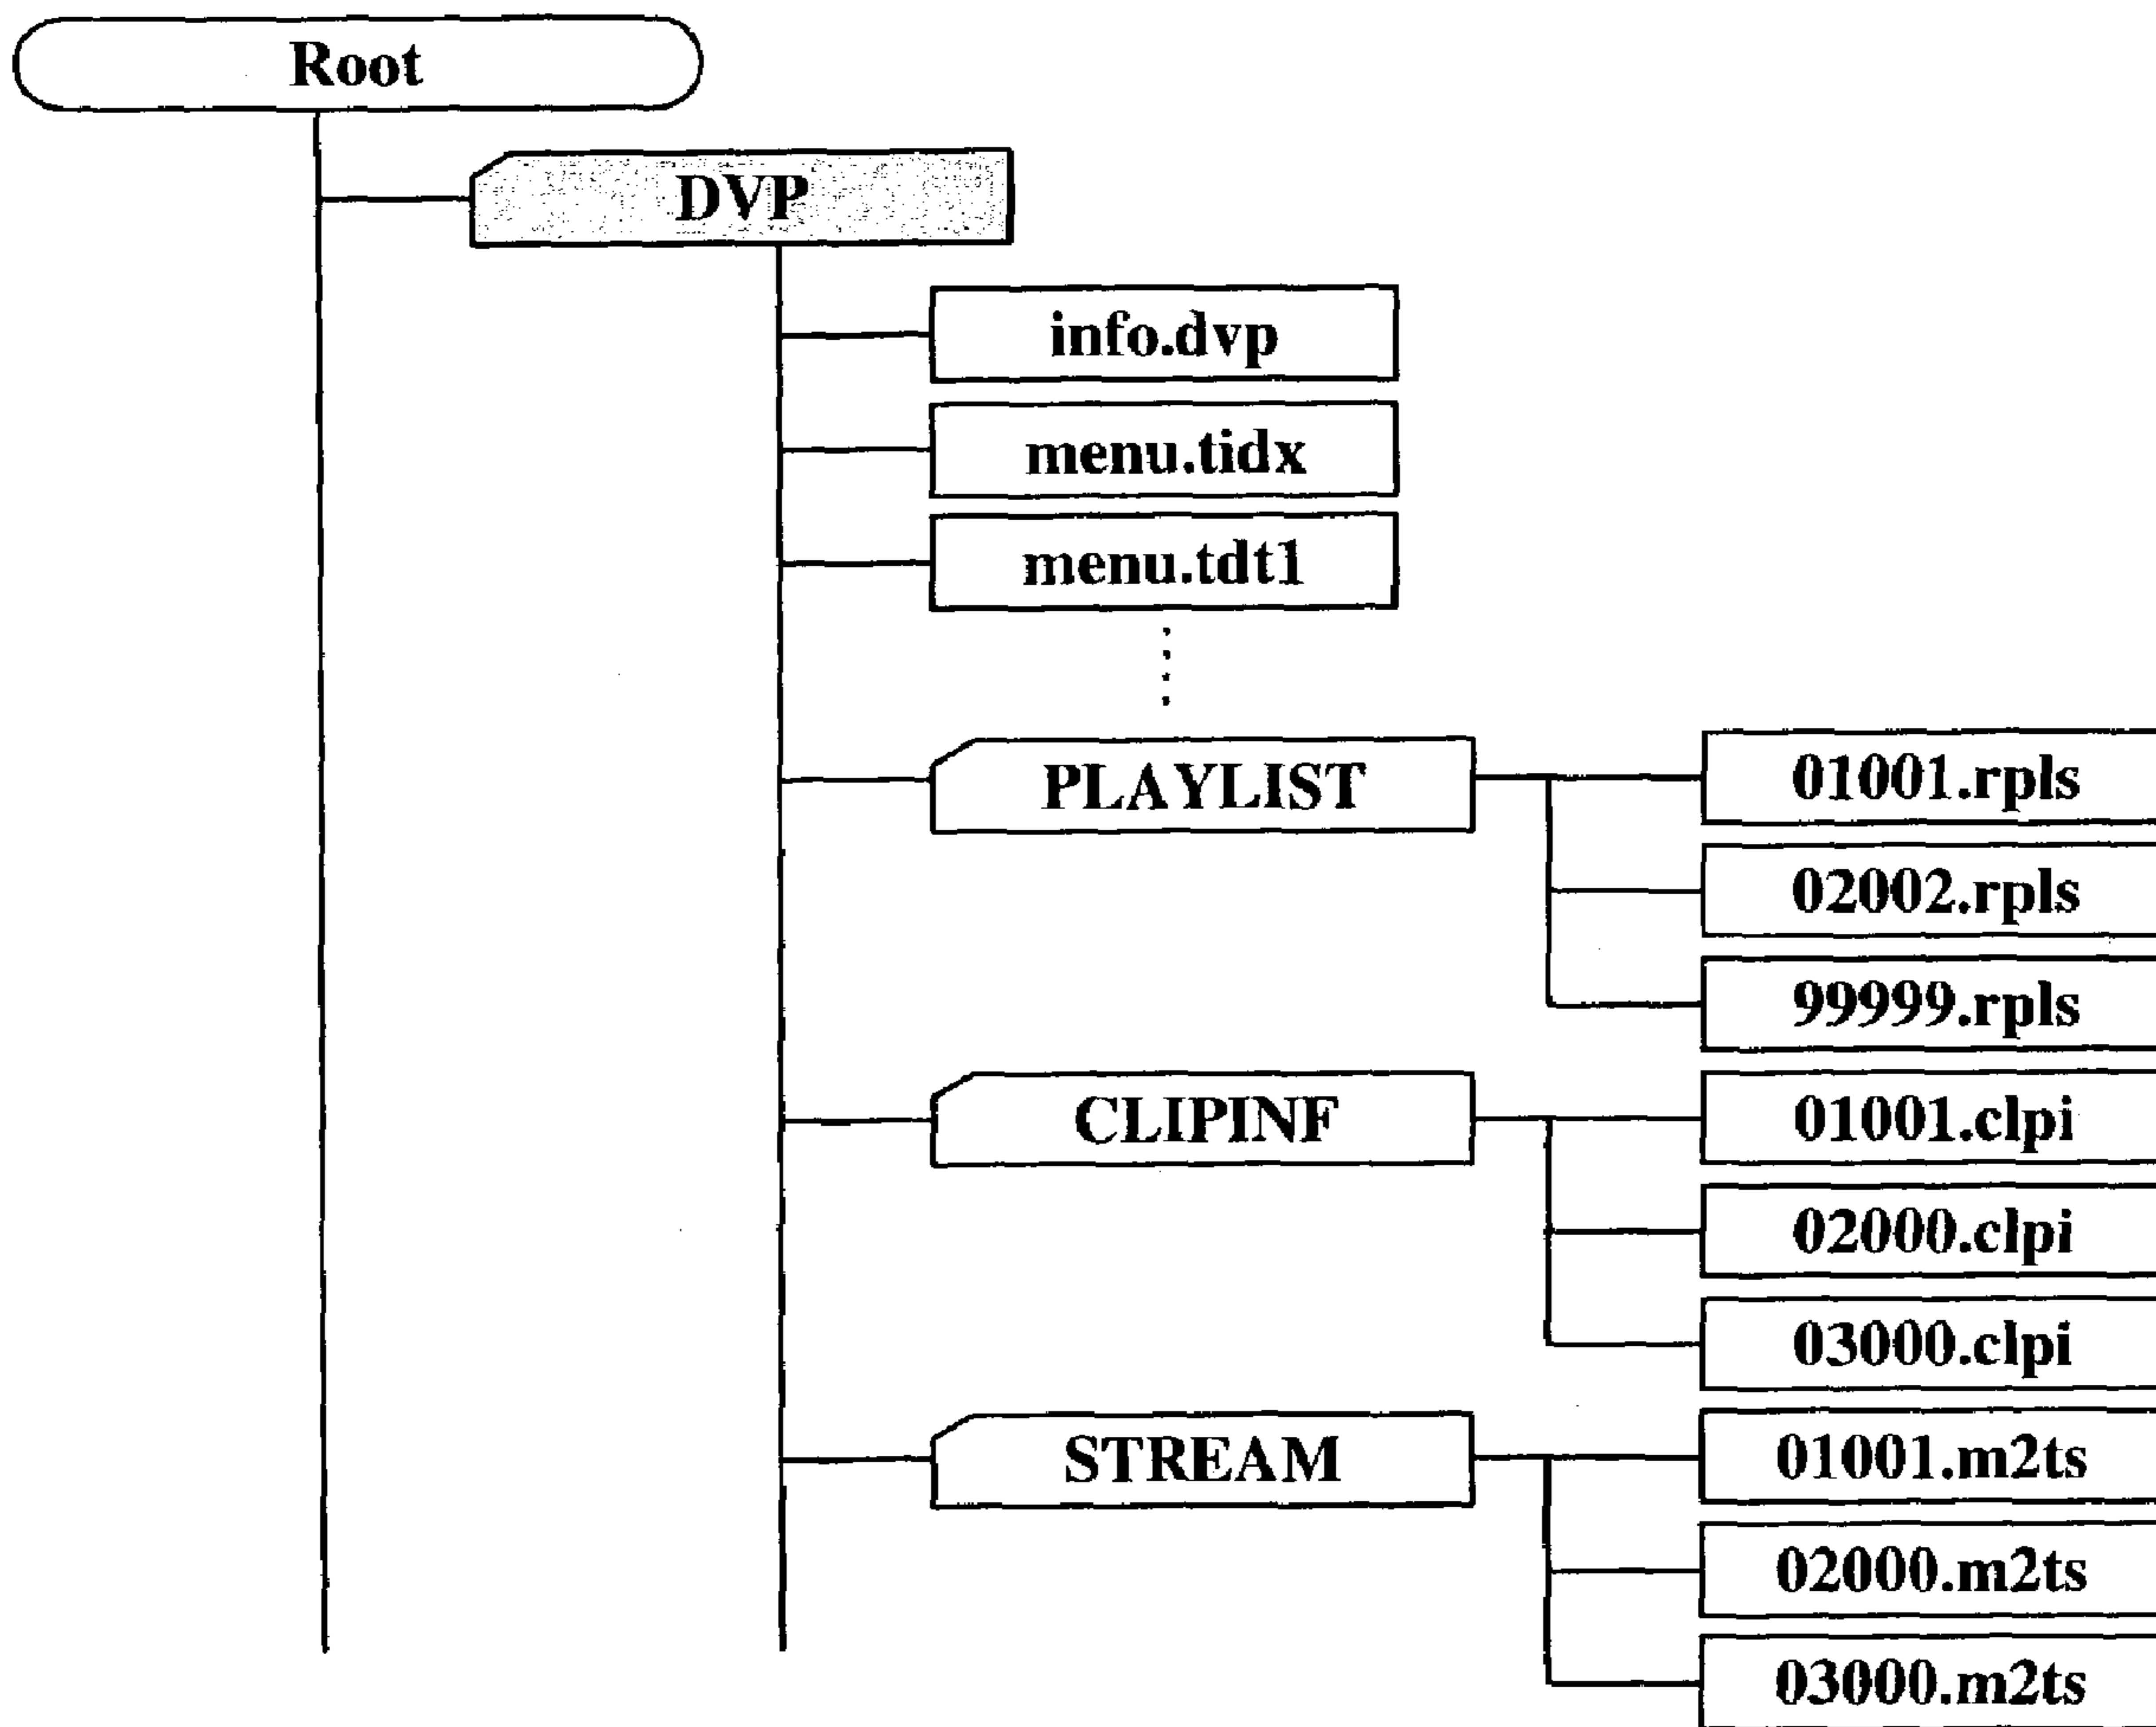 Root
DVP
info.dvp
menu.tidx
menu.tdt1
PLAYLIST
01001.rpls
02002.rpls
99999.rpls
CLIPINF
01001.clpi
02000.clpi
03000.clpi
STREAM
01001.m2ts
02000.m2ts
03000.m2ts